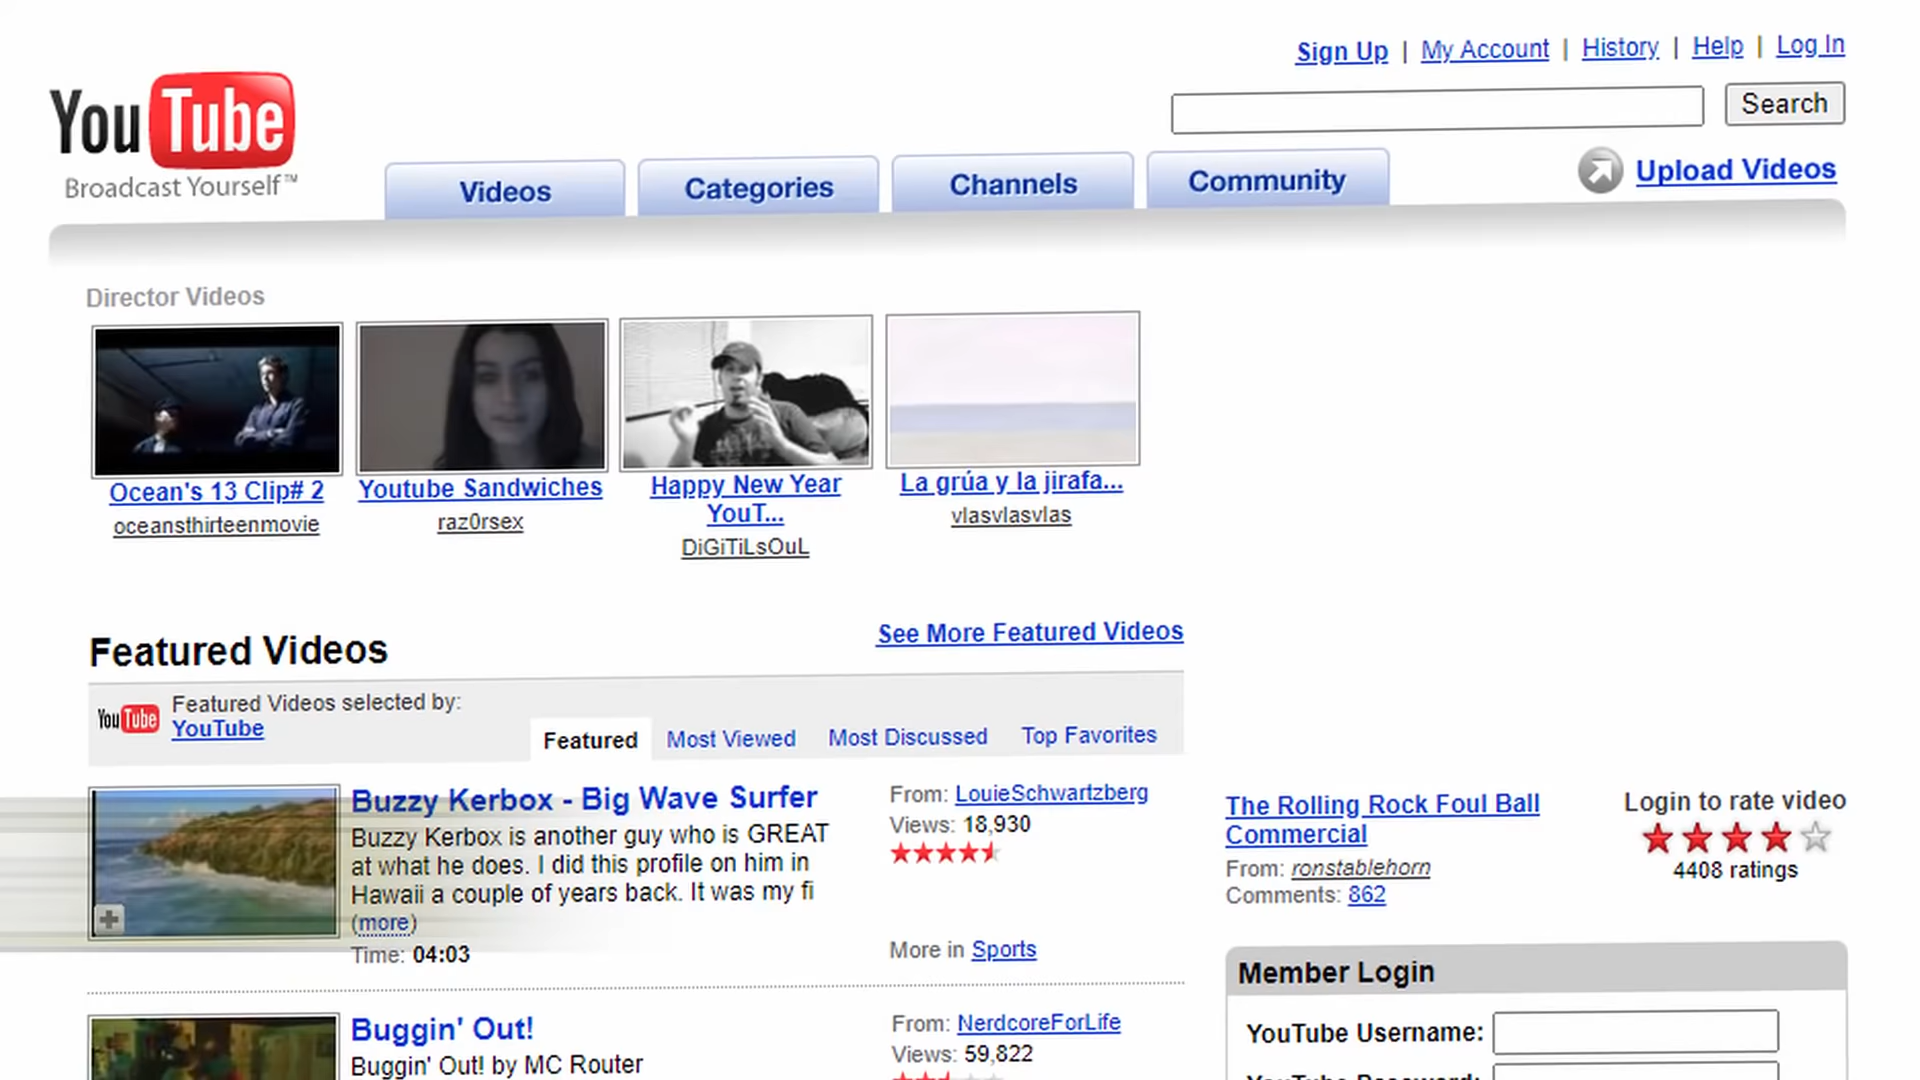 Sign Up | My Account | History | Help | Log In
YouTube
Broadcast Yourself™
Search
Videos
Categories
Channels
Community
Upload Videos
Director Videos
Ocean's 13 Clip# 2
oceansthirteenmovie
Youtube Sandwiches
raz0rsex
Happy New Year
YouT...
DiGiTiLsOuL
La grúa y la jirafa...
vlasvlasvlas
Featured Videos
See More Featured Videos
YouTube
Featured Videos selected by:
YouTube
Featured
Most Viewed
Most Discussed
Top Favorites
Buzzy Kerbox - Big Wave Surfer
Buzzy Kerbox is another guy who is GREAT
at what he does. I did this profile on him in
Hawaii a couple of years back. It was my fi
(more)
Time: 04:03
From: LouieSchwartzberg
Views: 18,930
More in Sports
The Rolling Rock Foul Ball
Commercial
From: ronstablehorn
Comments: 862
Login to rate video
4408 ratings
Member Login
YouTube Username:
Buggin' Out!
Buggin' Out! by MC Router
From: NerdcoreForLife
Views: 59,822